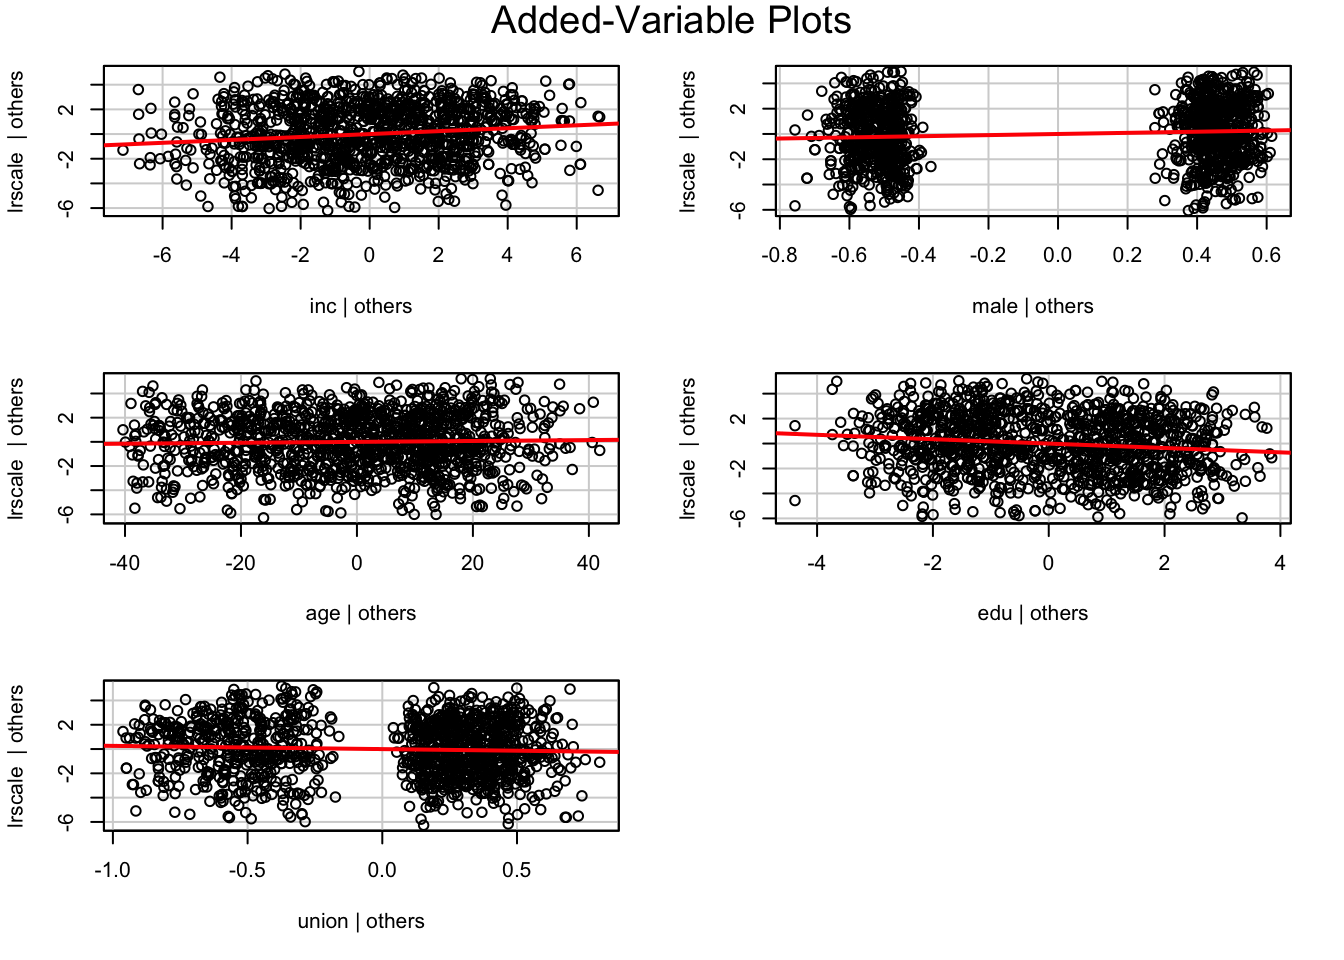 Added-Variable Plots
lrscale | others
2
-2
-6
-6 -4 -2 0 2 4 6
inc | others
lrscale | others
2
-2
-6
-0.8 -0.6 -0.4 -0.2 0.0 0.2 0.4 0.6
male | others
lrscale | others
2
-2
-6
-40 -20 0 20 40
age | others
lrscale | others
2
-2
-6
-4 -2 0 2 4
edu | others
lrscale | others
2
-2
-6
-1.0 -0.5 0.0 0.5
union | others